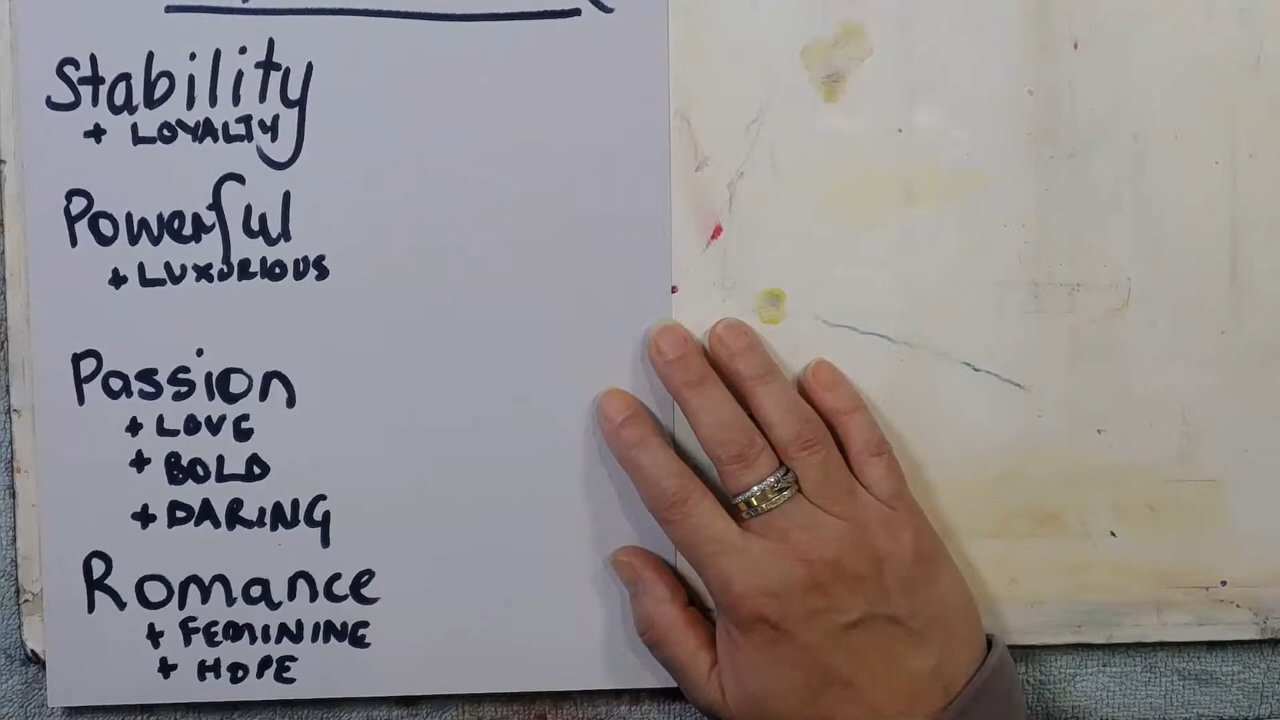 Stability
+ LOYALTY
Powerful
+ LUXURIOUS
Passion
+ LOVE
+ BOLD
+ DARING
Romance
+ FEMININE
+ HOPE